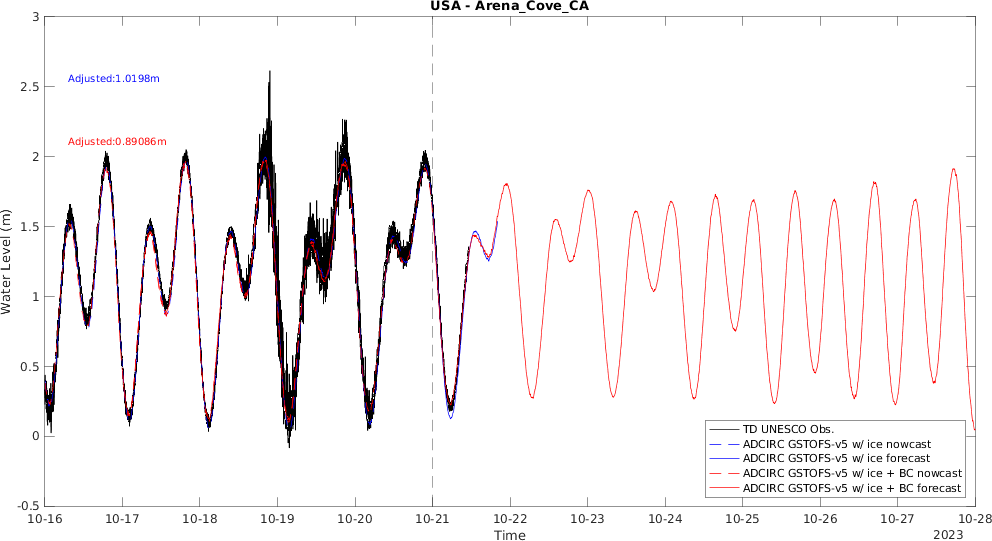 USA - Arena_Cove_CA
3
2.5
2
1.5
1
0.5
0
-0.5
Water Level (m)
Adjusted:1.0198m
Adjusted:0.89086m
TD UNESCO Obs.
ADCIRC GSTOFS-v5 w/ ice nowcast
ADCIRC GSTOFS-v5 w/ ice forecast
ADCIRC GSTOFS-v5 w/ ice + BC nowcast
ADCIRC GSTOFS-v5 w/ ice + BC forecast
10-16 10-17 10-18 10-19 10-20 10-21 10-22 10-23 10-24 10-25 10-26 10-27 10-28
Time
2023